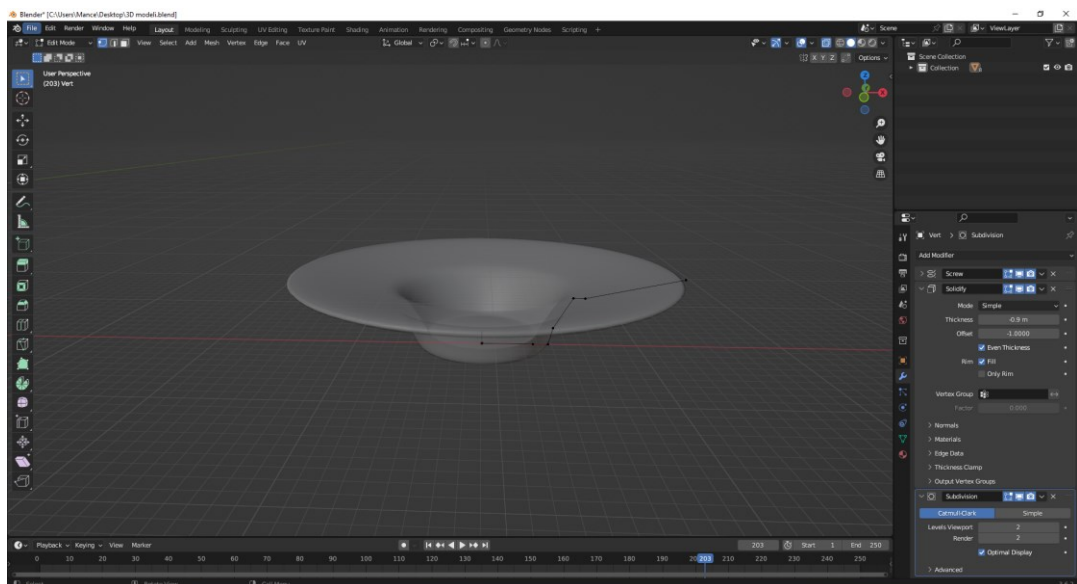 Blender* [C:\Users\Mance\Desktop\3D modeli.blend]
File Edit Render Window Help Layout Modeling Sculpting UV Editing Texture Paint Shading Animation Rendering Compositing Geometry Nodes Scripting + Scene ViewLayer
Edit Mode View Select Add Mesh Vertex Edge Face UV Global
X Y Z Options
User Perspective
(203) Vert
Z
Y
X
Scene Collection
Collection
Vert > Subdivision
Add Modifier
Screw
Solidify
Mode Simple
Thickness -0.9 m
Offset -1.0000
Even Thickness
Rim Fill
Only Rim
Vertex Group
Factor 0.000
Normals
Materials
Edge Data
Thickness Clamp
Output Vertex Groups
Subdivision
Catmull-Clark Simple
Levels Viewport 2
Render 2
Optimal Display
Advanced
Playback Keying View Marker 203 Start 1 End 250
0 10 20 30 40 50 60 70 80 90 100 110 120 130 140 150 160 170 180 190 203 210 220 230 240 250